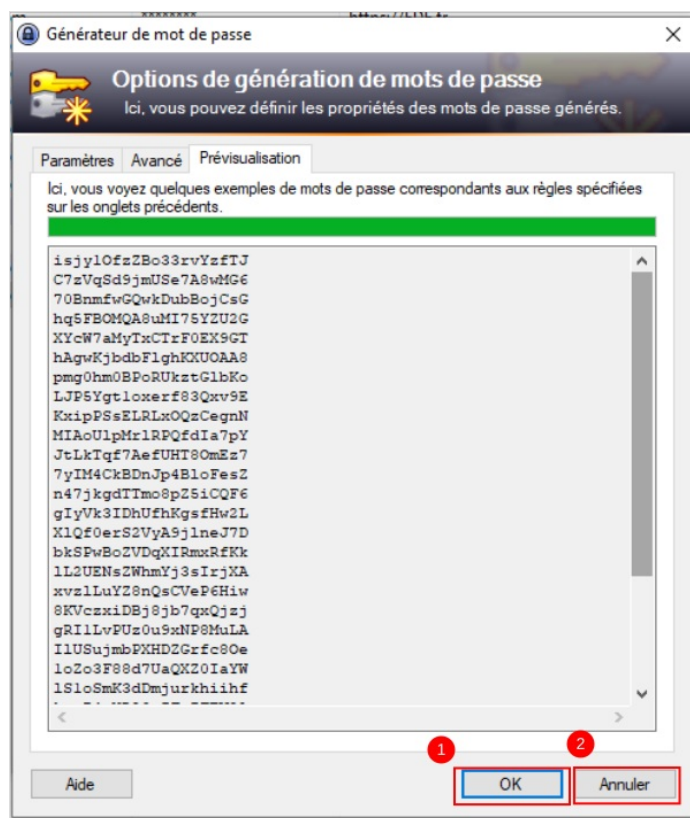 Générateur de mot de passe
Options de génération de mots de passe
Ici, vous pouvez définir les propriétés des mots de passe générés.
Paramètres Avancé Prévisualisation
Ici, vous voyez quelques exemples de mots de passe correspondants aux règles spécifiées
sur les onglets précédents.
isjylOfzZBo33rvYzfTJ
C7zVqSd9jmUSe7A8wMG6
70BnmfwGQwkDubBojCsG
hq5FBOMQA8uMI75YZU2G
XYcW7aMyTxCTrF0EX9GT
hAgwKjbdbFlghKXUOAA8
pmg0hm0BPoRUkztGlbKo
LJP5Ygtloxerf83Qxv9E
KxipPSsELRLxOQzCegnN
MIAoUlpMrlRPQfdIa7pY
JtLkTqf7AefUHT8OmEz7
7yIM4CkBDnJp4BloFesZ
n47jkgdTTmo8pZ5iCQF6
gIyVk3IDhUfhKgsfHw2L
XlQf0erS2VyA9jlneJ7D
bkSPwBoZVDqXIRmxRfKk
lL2UENsZWhmYj3sIrjXA
xvzlLuYZ8nQsCVeP6Hiw
8KVczxiDBj8jb7qxQjzj
gRIlLvPUz0u9xNP8MuLA
IlUSujmbPXHDZGrfc8Oe
loZo3F88d7UaQXZ0IaYW
lSloSmK3dDmjurkhiihf
1
2
Aide OK Annuler